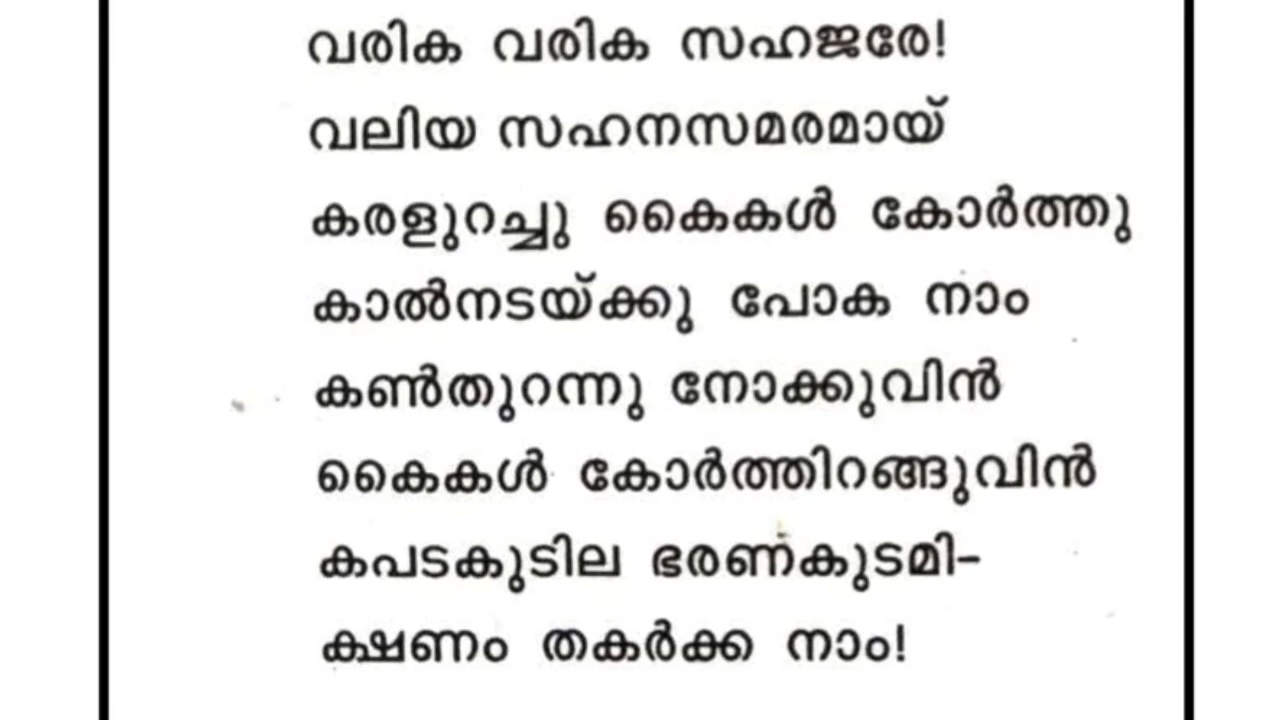 വരിക വരിക സഹജരേ!
വലിയ സഹനസമരമായ്
കരളുറച്ചു കൈകൾ കോർത്തു
കാൽനടയ്ക്കു പോക നാം
കൺതുറന്നു നോക്കുവിൻ
കൈകൾ കോർത്തിറങ്ങുവിൻ
കപടകുടില ഭരണകുടമി-
ക്ഷണം തകർക്ക നാം!